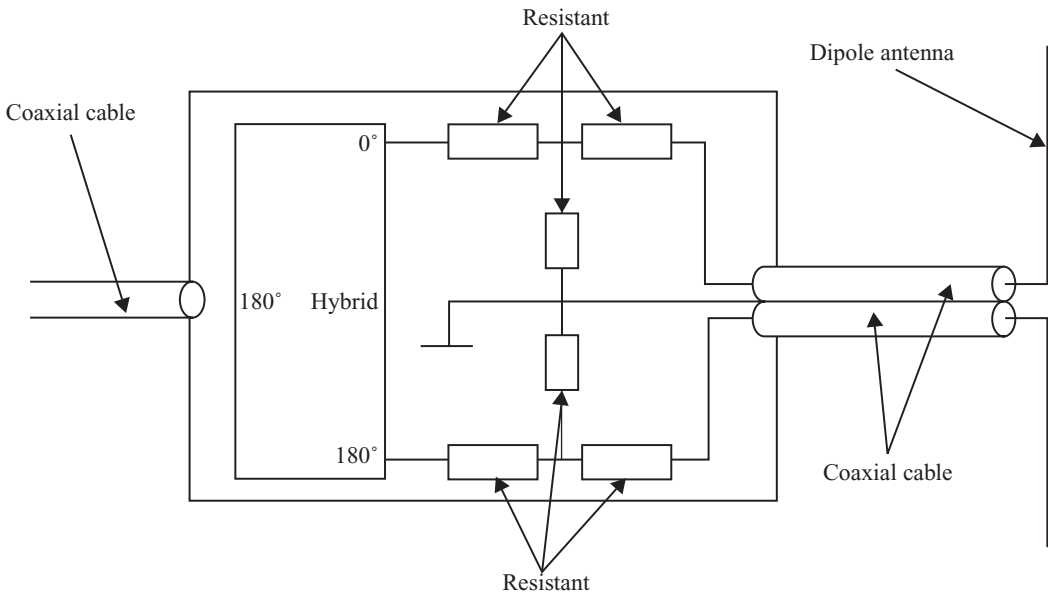 Resistant
Dipole antenna
Coaxial cable
0˚
180˚ Hybrid
180˚
Coaxial cable
Resistant